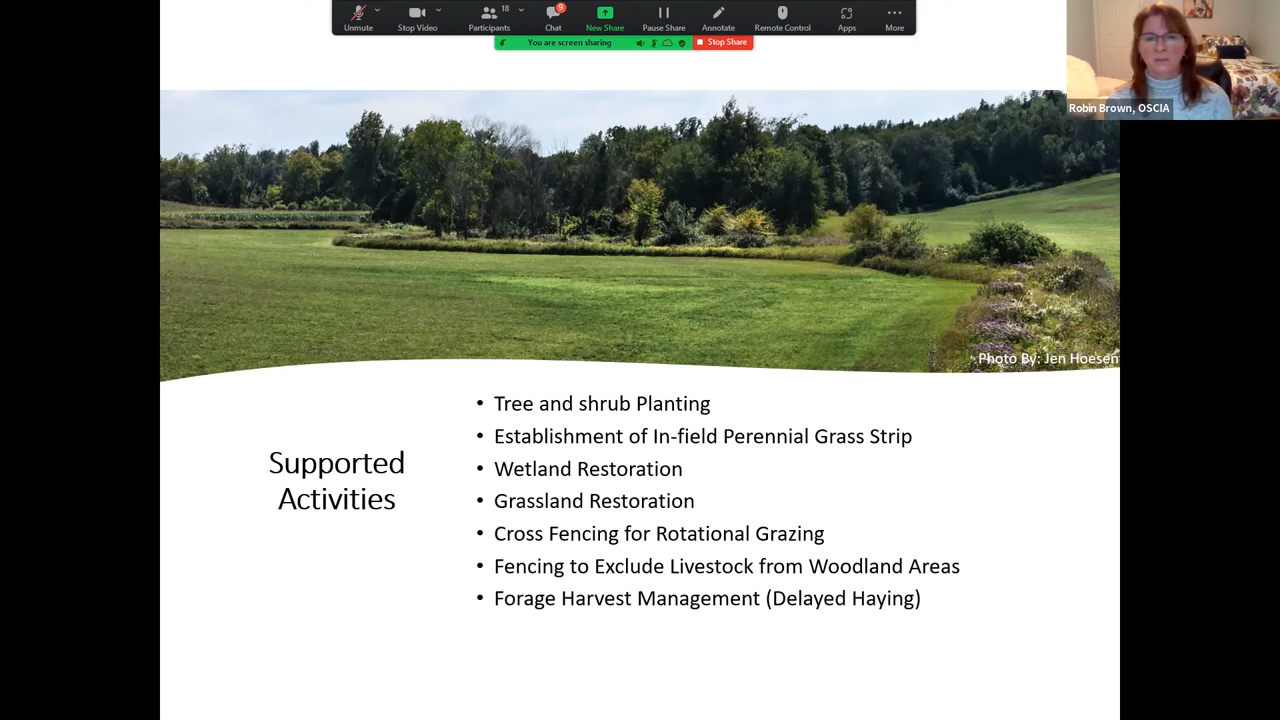 18
9
Unmute
Stop Video
Participants
Chat
New Share
Pause Share
Annotate
Remote Control
Apps
More
You are screen sharing
Stop Share
Robin Brown, OSCIA
Photo By: Jen Hoesen
Supported
Activities
• Tree and shrub Planting
• Establishment of In-field Perennial Grass Strip
• Wetland Restoration
• Grassland Restoration
• Cross Fencing for Rotational Grazing
• Fencing to Exclude Livestock from Woodland Areas
• Forage Harvest Management (Delayed Haying)